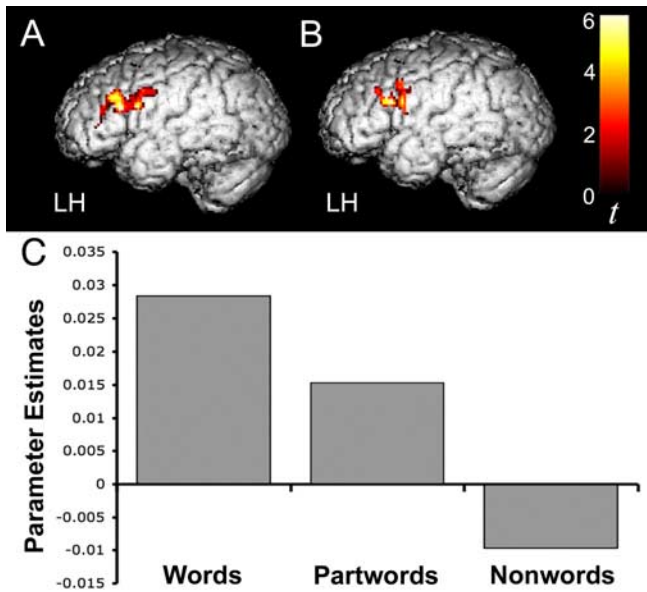 A
B
6
4
2
0
t
LH
LH
C
Parameter Estimates
0.035
0.03
0.025
0.02
0.015
0.01
0.005
0
-0.005
-0.01
-0.015
Words Partwords Nonwords